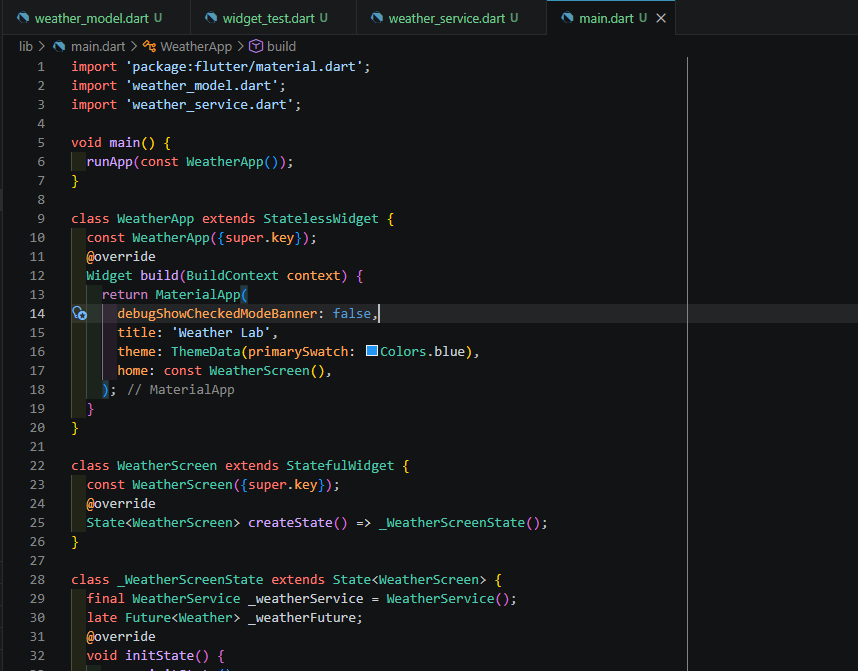 weather_model.dart U widget_test.dart U weather_service.dart U main.dart U
lib > main.dart > WeatherApp > build
1 import 'package:flutter/material.dart';
2 import 'weather_model.dart';
3 import 'weather_service.dart';
4
5 void main() {
6   runApp(const WeatherApp());
7 }
8
9 class WeatherApp extends StatelessWidget {
10   const WeatherApp({super.key});
11   @override
12   Widget build(BuildContext context) {
13     return MaterialApp(
14       debugShowCheckedModeBanner: false,
15       title: 'Weather Lab',
16       theme: ThemeData(primarySwatch: Colors.blue),
17       home: const WeatherScreen(),
18     ); // MaterialApp
19   }
20 }
21
22 class WeatherScreen extends StatefulWidget {
23   const WeatherScreen({super.key});
24   @override
25   State<WeatherScreen> createState() => _WeatherScreenState();
26 }
27
28 class _WeatherScreenState extends State<WeatherScreen> {
29   final WeatherService _weatherService = WeatherService();
30   late Future<Weather> _weatherFuture;
31   @override
32   void initState() {